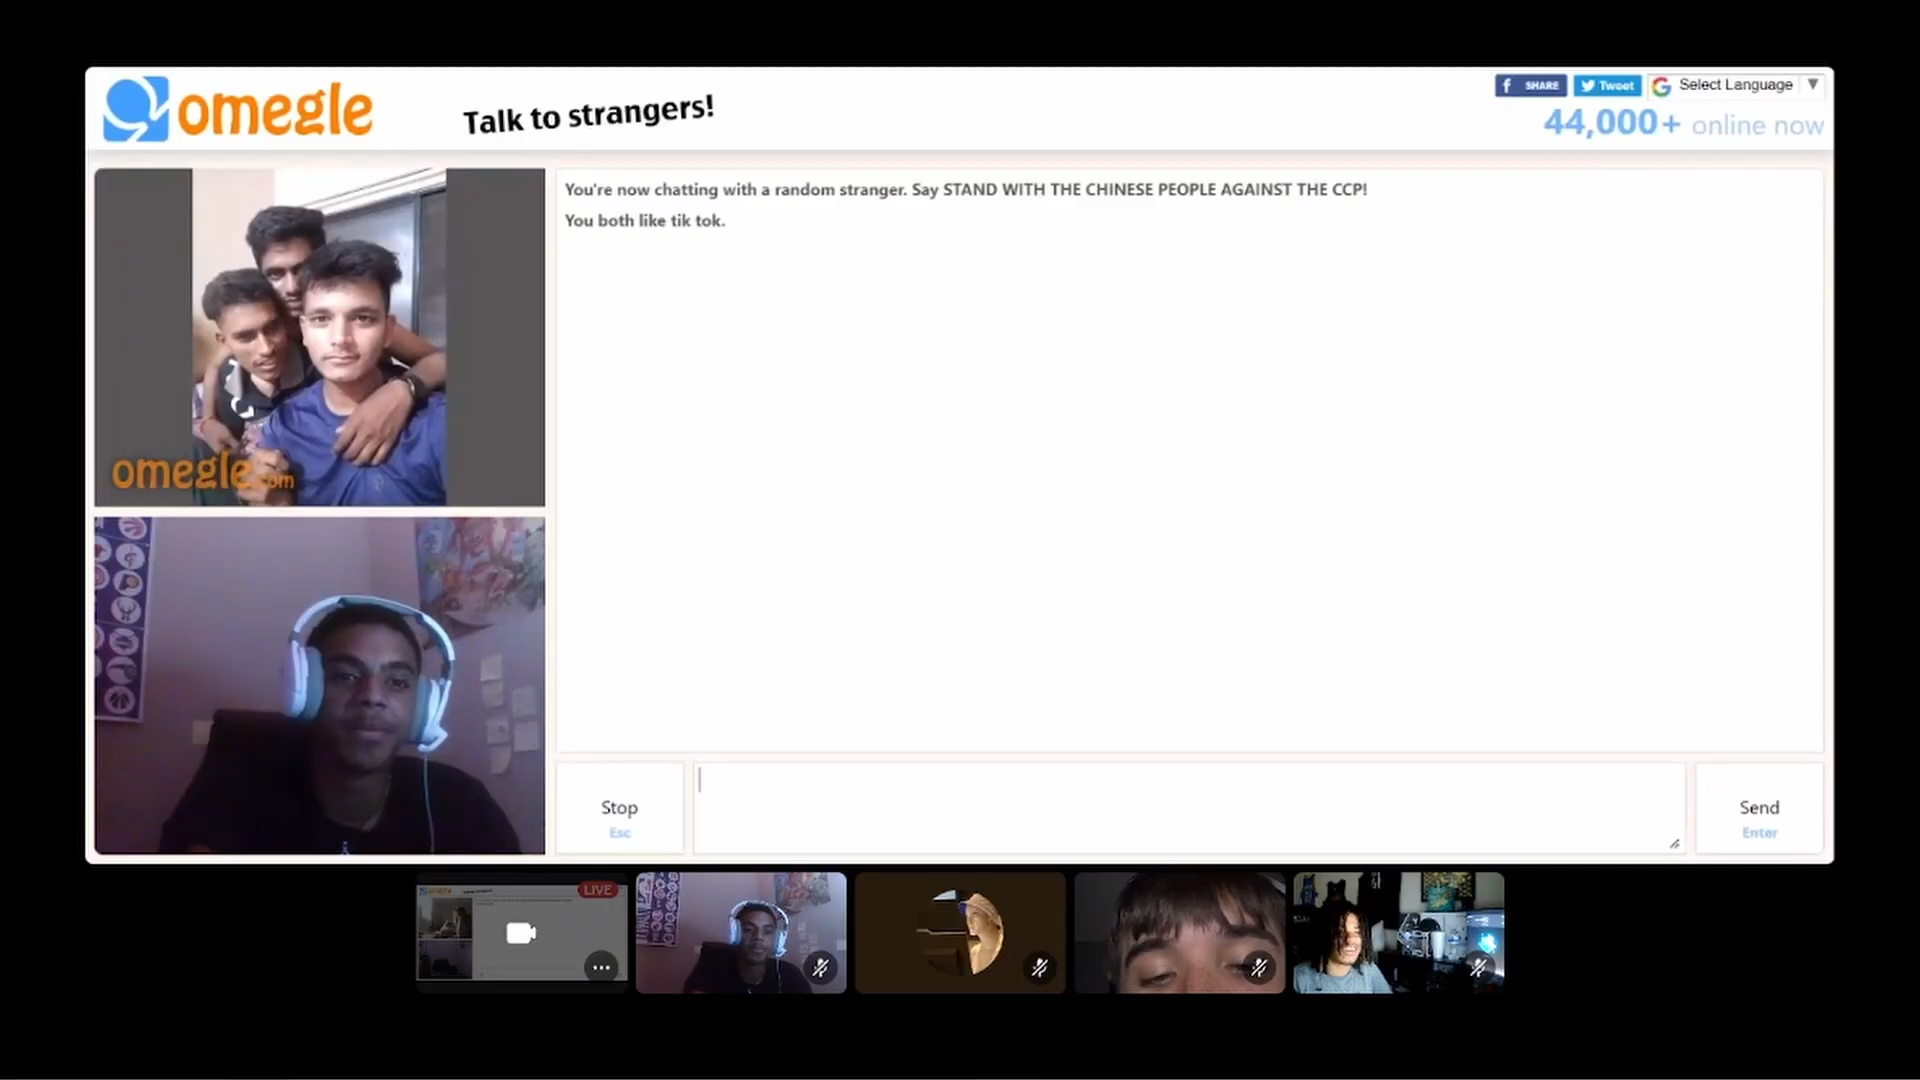 omegle
Talk to strangers!
SHARE
Tweet
Select Language
44,000+ online now
You're now chatting with a random stranger. Say STAND WITH THE CHINESE PEOPLE AGAINST THE CCP!
You both like tik tok.
omegle.com
Stop
Esc
Send
Enter
LIVE